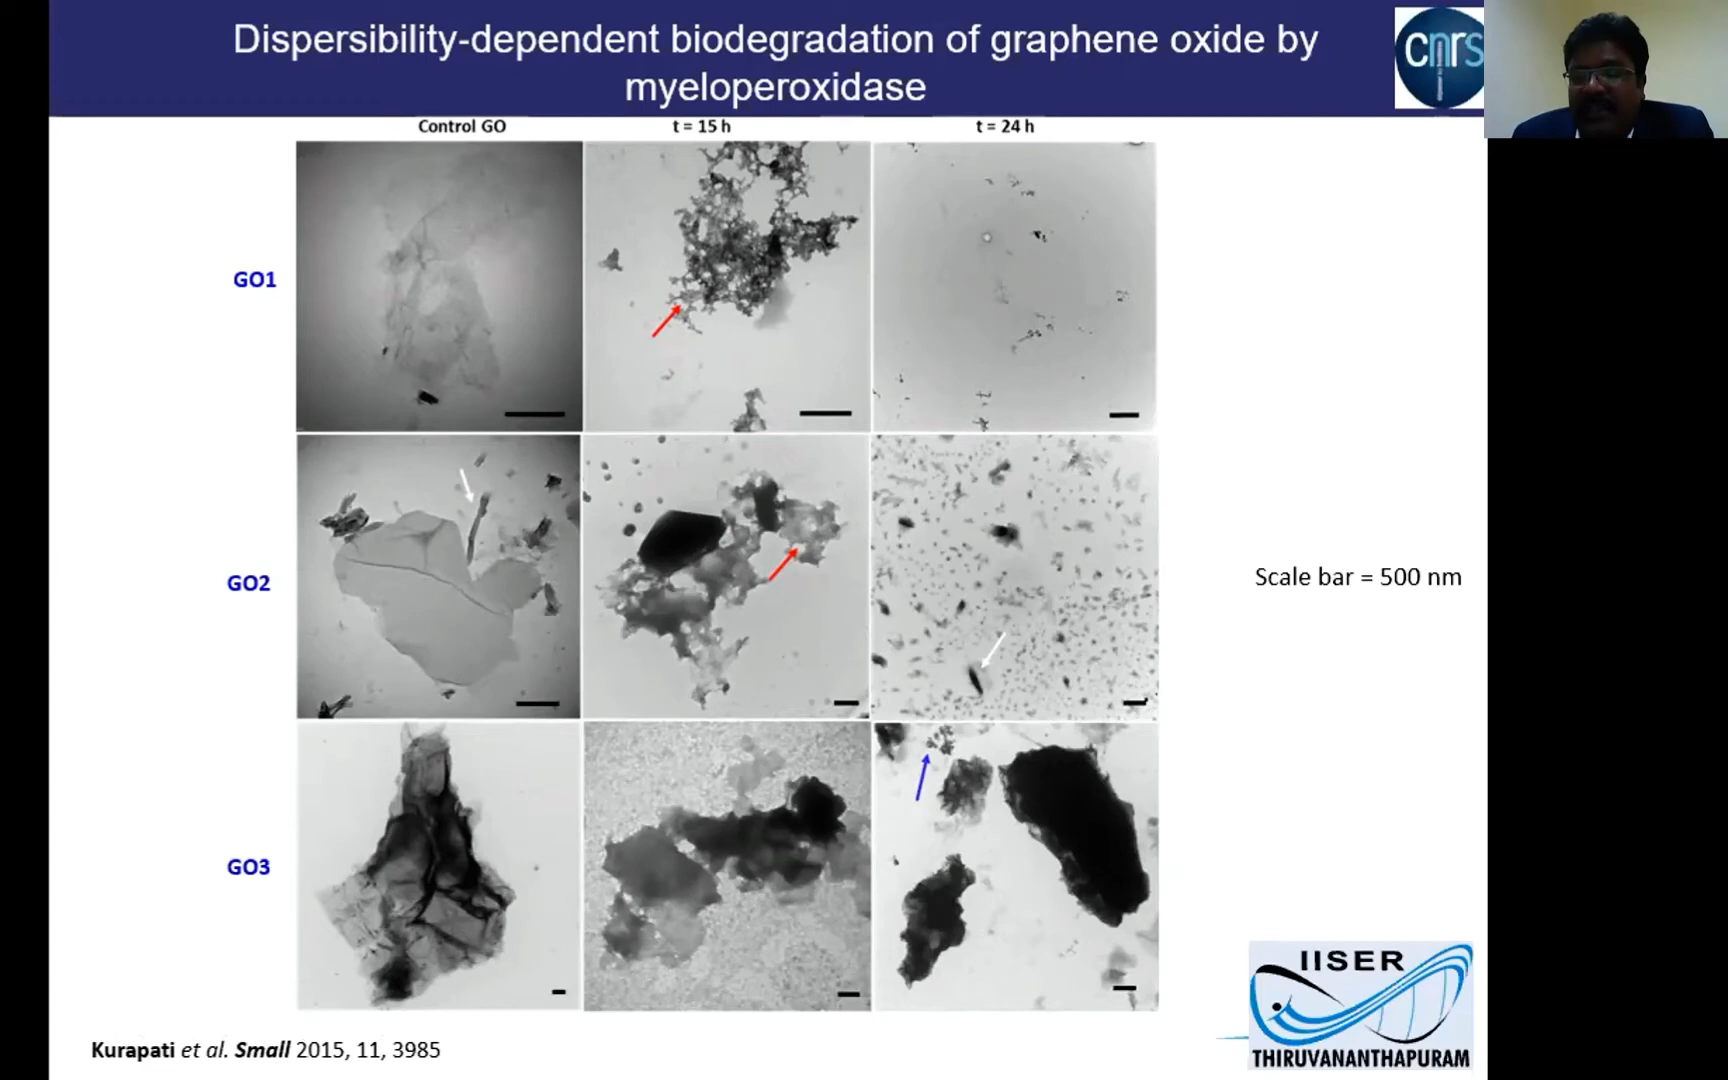 Dispersibility-dependent biodegradation of graphene oxide by
myeloperoxidase
cnrs
Control GO
t = 15 h
t = 24 h
GO1
GO2
Scale bar = 500 nm
GO3
IISER
THIRUVANANTHAPURAM
Kurapati et al. Small 2015, 11, 3985